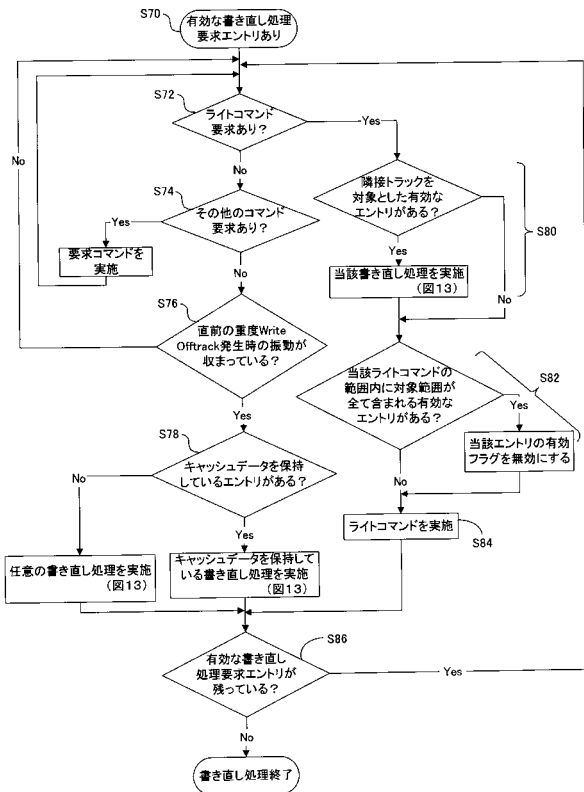 S70
有効な書き直し処理
要求エントリあり
S72
ライトコマンド
要求あり?
Yes
No
No
S74
その他のコマンド
要求あり?
Yes
No
要求コマンドを
実施
隣接トラックを
対象とした有効な
エントリがある?
S80
Yes
No
当該書き直し処理を実施
(図13)
S76
直前の重度Write
Offtrack発生時の振動が
収まっている?
Yes
当該ライトコマンドの
範囲内に対象範囲が
全て含まれる有効な
エントリがある?
S82
Yes
No
当該エントリの有効
フラグを無効にする
S78
キャッシュデータを保持
しているエントリがある?
No
Yes
ライトコマンドを実施
S84
任意の書き直し処理を実施
(図13)
キャッシュデータを保持して
いる書き直し処理を実施
(図13)
S86
有効な書き直し
処理要求エントリが
残っている?
Yes
No
書き直し処理終了